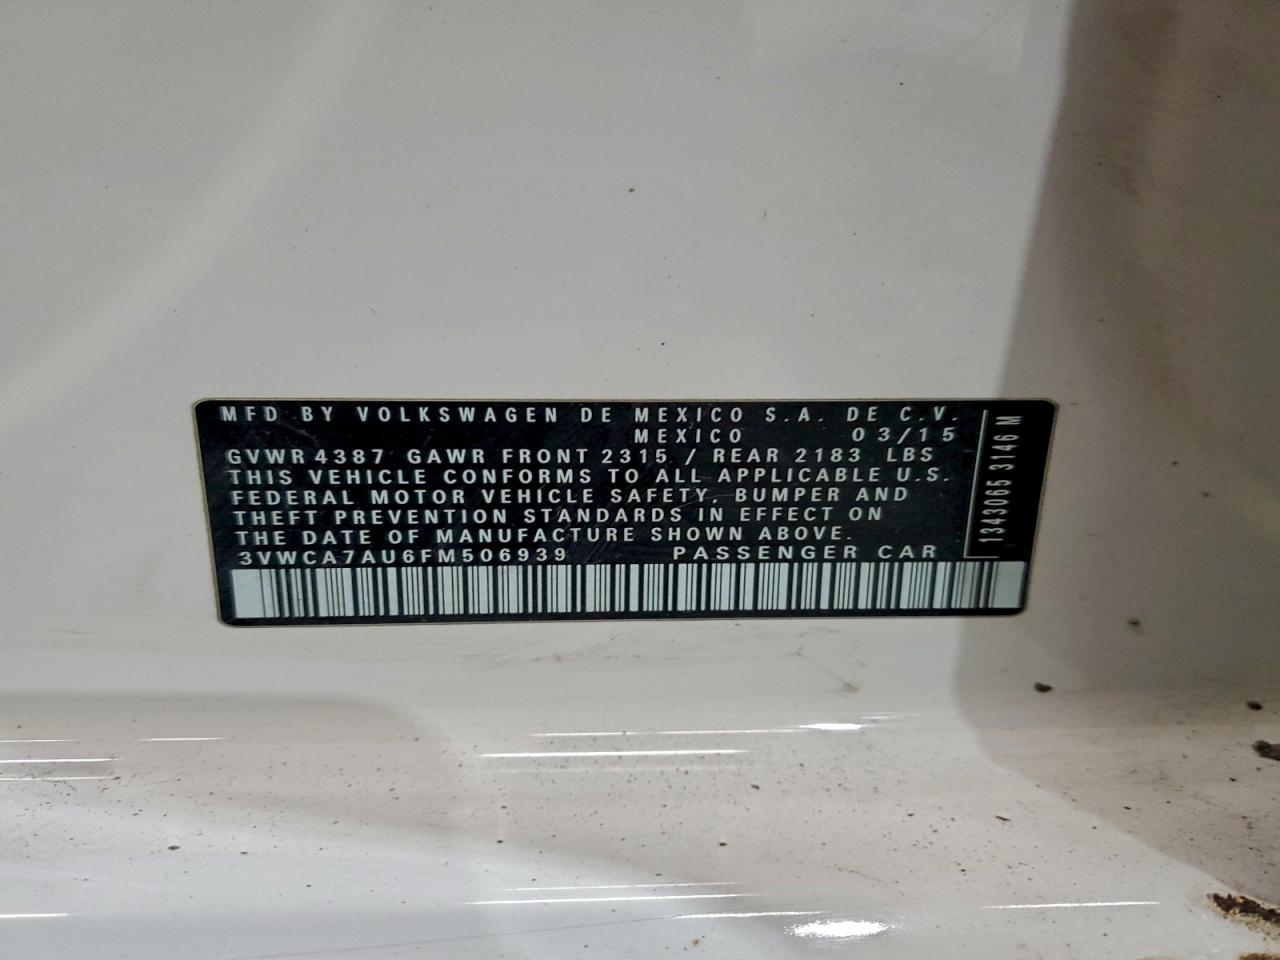 MFD BY VOLKSWAGEN DE MEXICO S.A. DE C.V.
MEXICO 03/15
GVWR 4387 GAWR FRONT 2315 / REAR 2183 LBS
THIS VEHICLE CONFORMS TO ALL APPLICABLE U.S.
FEDERAL MOTOR VEHICLE SAFETY, BUMPER AND
THEFT PREVENTION STANDARDS IN EFFECT ON
THE DATE OF MANUFACTURE SHOWN ABOVE.
3VWCA7AU6FM506939 PASSENGER CAR
1343065 3146 M